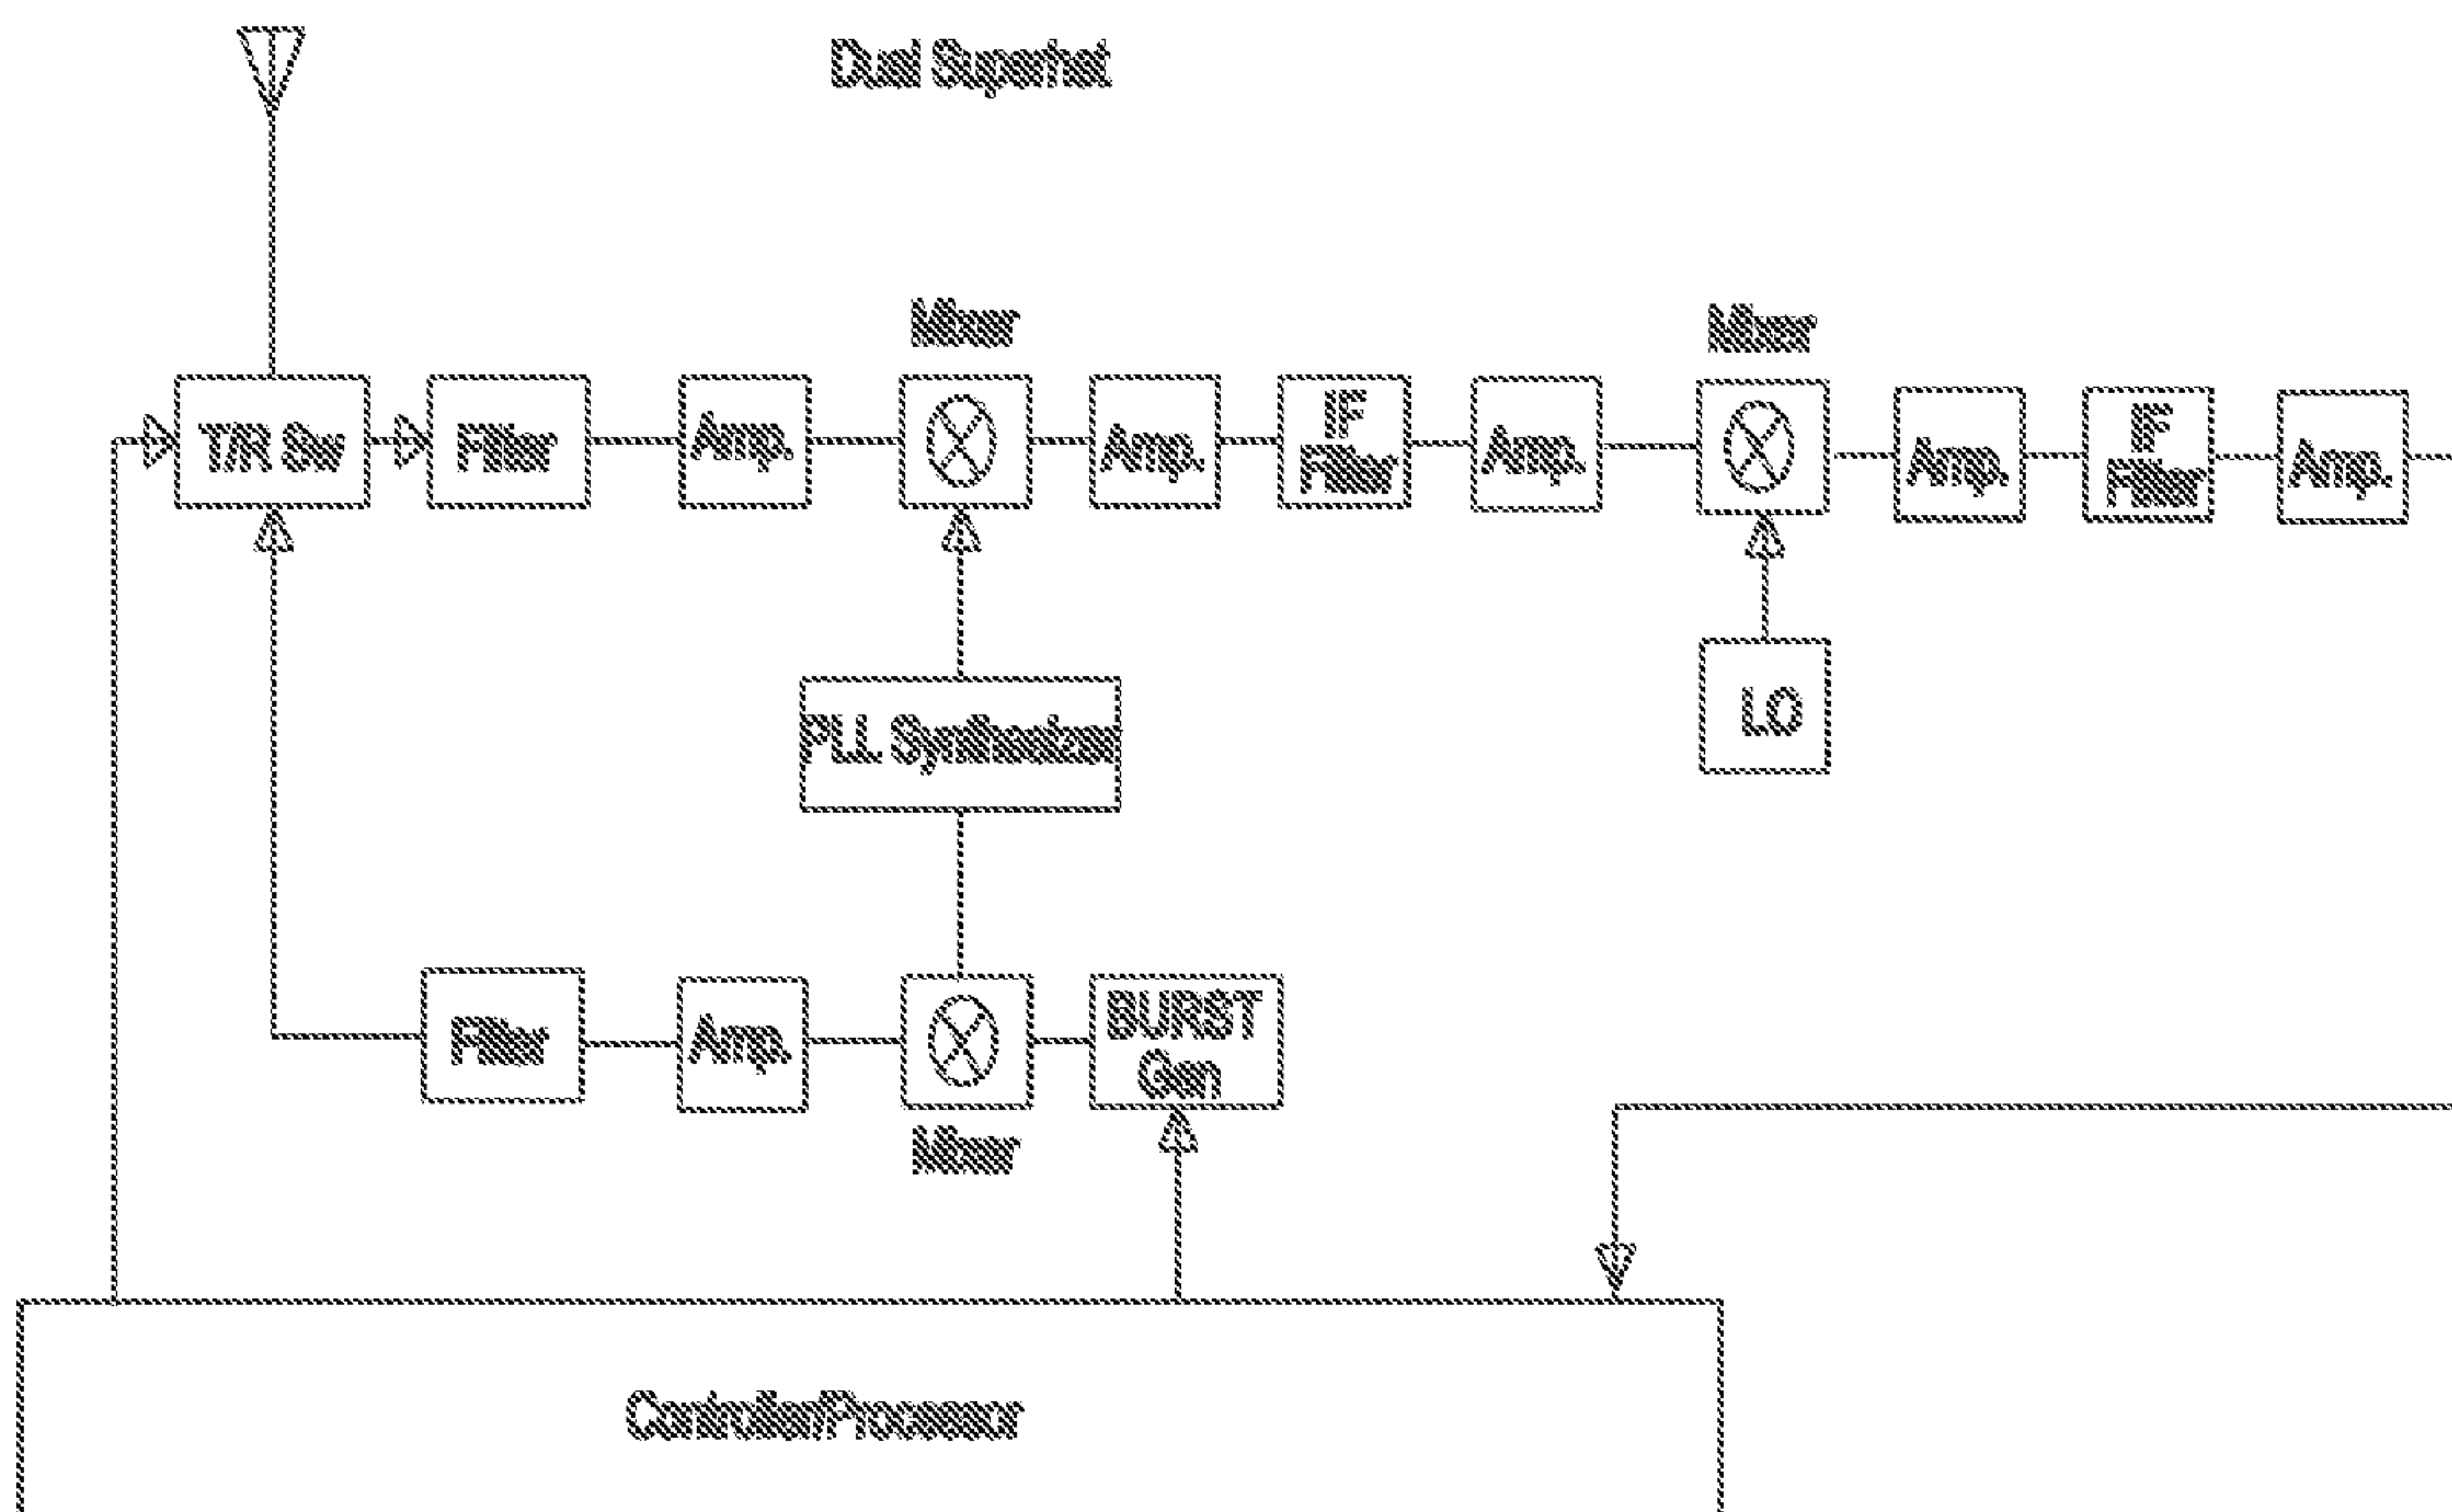 Dual Superhet
Mixer
Mixer
T/R Sw
Filter
Amp.
Amp.
IF
Filter
Amp.
Amp.
IF
Filter
Amp.
PLL Synthesizer
LO
Filter
Amp.
BURST
Gen
Mixer
Controller/Processor